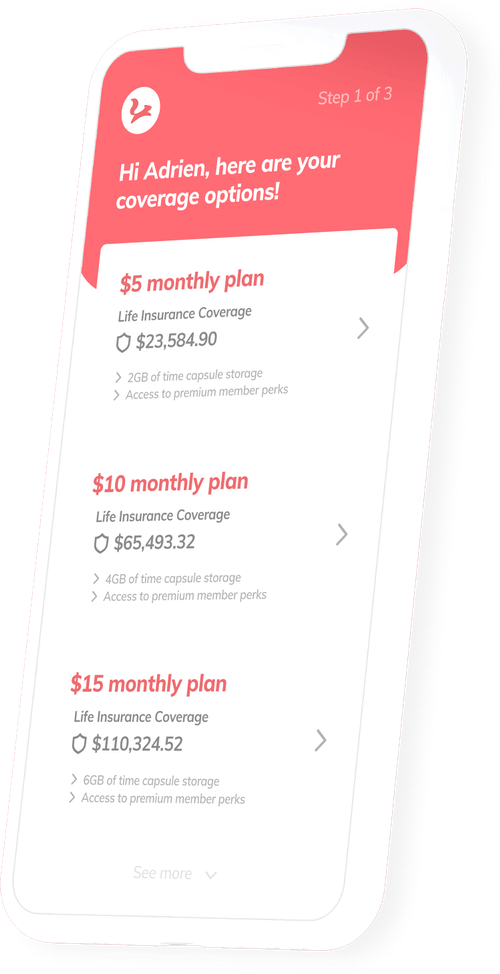 Step 1 of 3
Hi Adrien, here are your
coverage options!
$5 monthly plan
Life Insurance Coverage
$23,584.90
2GB of time capsule storage
Access to premium member perks
$10 monthly plan
Life Insurance Coverage
$65,493.32
4GB of time capsule storage
Access to premium member perks
$15 monthly plan
Life Insurance Coverage
$110,324.52
6GB of time capsule storage
Access to premium member perks
See more